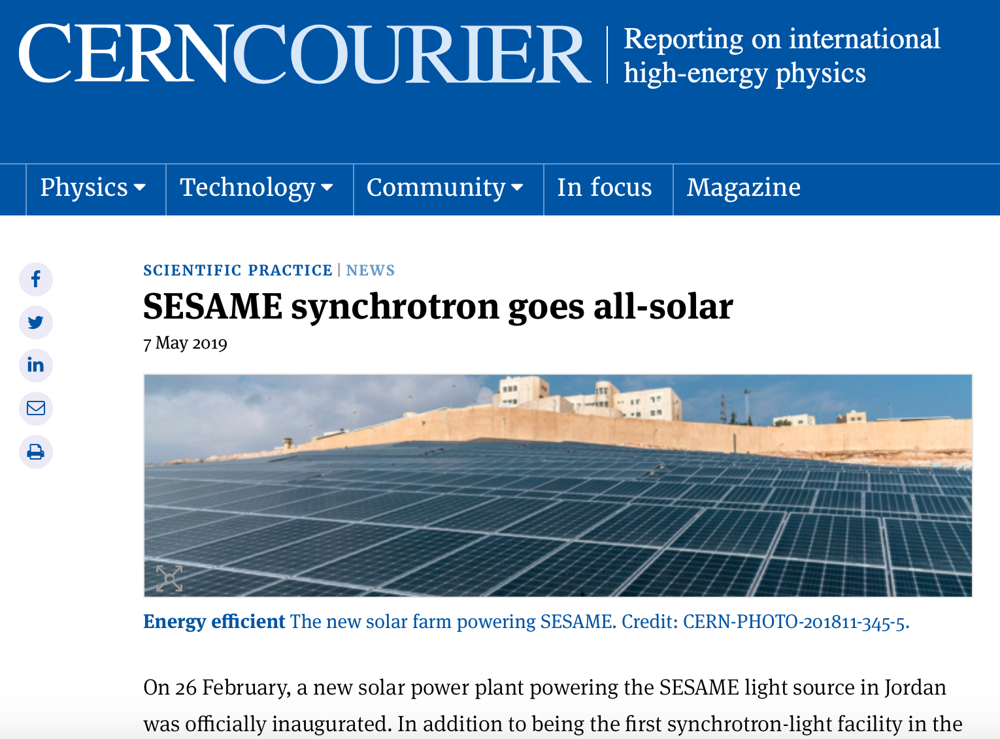 CERNCOURIER
Reporting on international
high-energy physics
Physics
Technology
Community
In focus
Magazine
SCIENTIFIC PRACTICE | NEWS
SESAME synchrotron goes all-solar
7 May 2019
Energy efficient The new solar farm powering SESAME. Credit: CERN-PHOTO-201811-345-5.
On 26 February, a new solar power plant powering the SESAME light source in Jordan
was officially inaugurated. In addition to being the first synchrotron-light facility in the